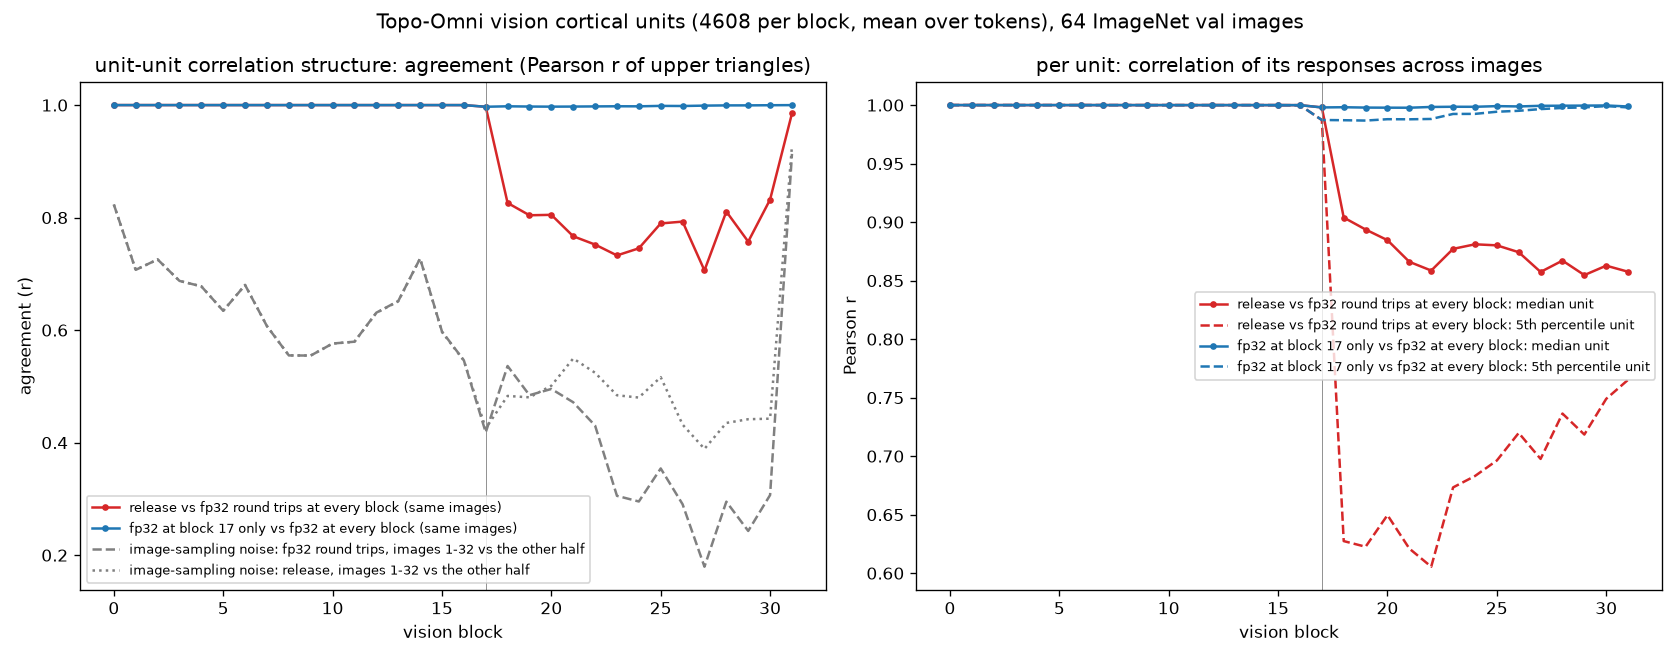 Topo-Omni vision cortical units (4608 per block, mean over tokens), 64 ImageNet val images
unit-unit correlation structure: agreement (Pearson r of upper triangles)
1.0
0.8
0.6
0.4
0.2
agreement (r)
release vs fp32 round trips at every block (same images)
fp32 at block 17 only vs fp32 at every block (same images)
image-sampling noise: fp32 round trips, images 1-32 vs the other half
image-sampling noise: release, images 1-32 vs the other half
0 5 10 15 20 25 30
vision block
per unit: correlation of its responses across images
1.00
0.95
0.90
0.85
0.80
0.75
0.70
0.65
0.60
Pearson r
release vs fp32 round trips at every block: median unit
release vs fp32 round trips at every block: 5th percentile unit
fp32 at block 17 only vs fp32 at every block: median unit
fp32 at block 17 only vs fp32 at every block: 5th percentile unit
0 5 10 15 20 25 30
vision block